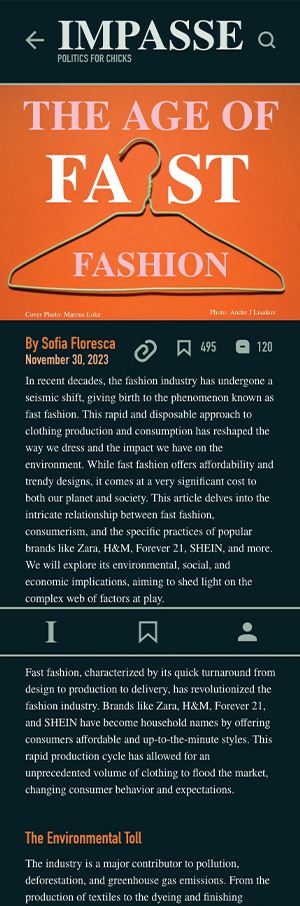 IMPASSE
POLITICS FOR CHICKS
THE AGE OF
FA ST
FASHION
Cover Photo: Marcus Loke
Photo: Andre J Lisakov
By Sofia Floresca
November 30, 2023
495
120
In recent decades, the fashion industry has undergone a
seismic shift, giving birth to the phenomenon known as
fast fashion. This rapid and disposable approach to
clothing production and consumption has reshaped the
way we dress and the impact we have on the
environment. While fast fashion offers affordability and
trendy designs, it comes at a very significant cost to
both our planet and society. This article delves into the
intricate relationship between fast fashion,
consumerism, and the specific practices of popular
brands like Zara, H&M, Forever 21, SHEIN, and more.
We will explore its environmental, social, and
economic implications, aiming to shed light on the
complex web of factors at play.
I
Fast fashion, characterized by its quick turnaround from
design to production to delivery, has revolutionized the
fashion industry. Brands like Zara, H&M, Forever 21,
and SHEIN have become household names by offering
consumers affordable and up-to-the-minute styles. This
rapid production cycle has allowed for an
unprecedented volume of clothing to flood the market,
changing consumer behavior and expectations.
The Environmental Toll
The industry is a major contributor to pollution,
deforestation, and greenhouse gas emissions. From the
production of textiles to the dyeing and finishing